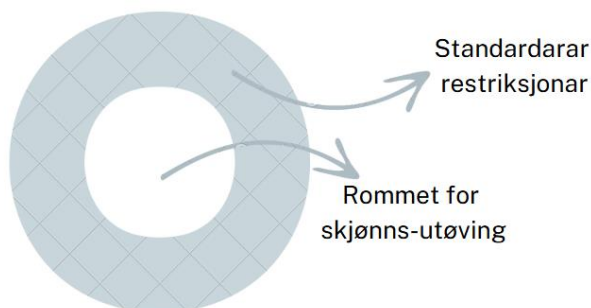 Standardarar
restriksjonar
Rommet for
skjønns-utøving